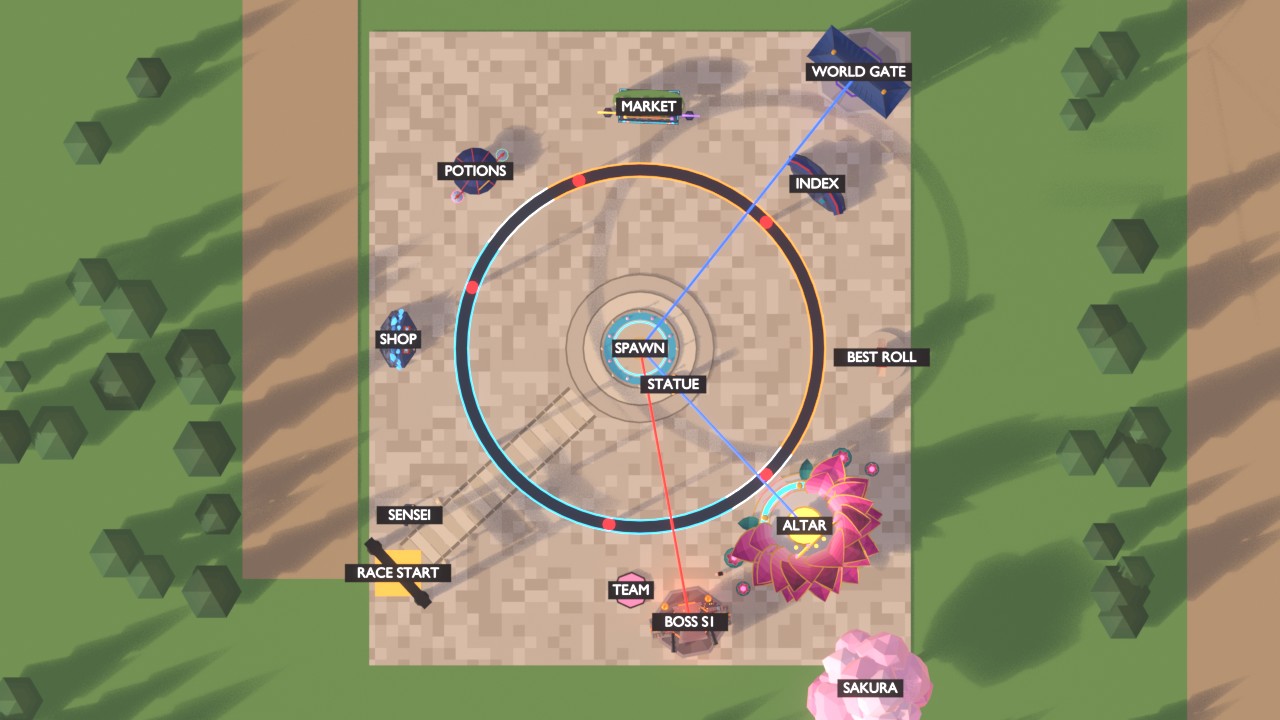 WORLD GATE
MARKET
POTIONS
INDEX
SHOP
SPAWN
BEST ROLL
STATUE
SENSEI
ALTAR
RACE START
TEAM
BOSS S1
SAKURA